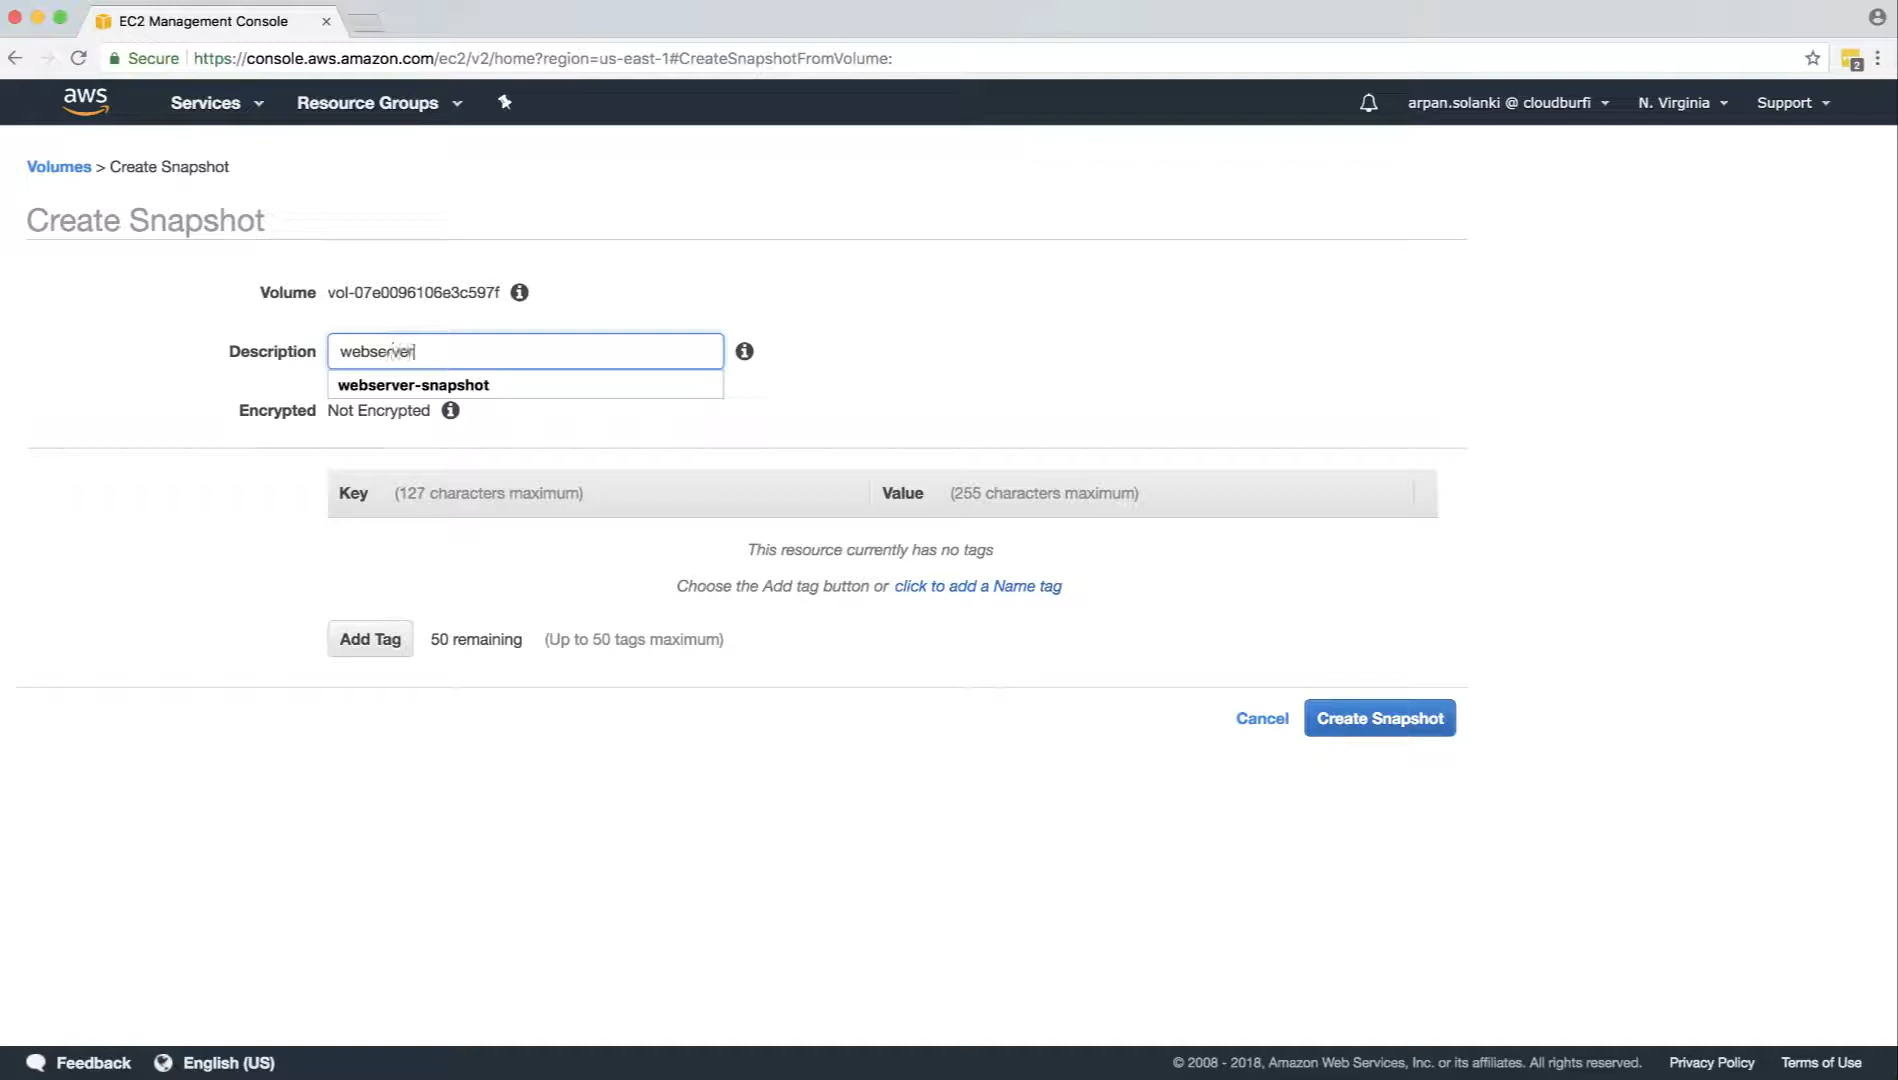 EC2 Management Console
Secure https://console.aws.amazon.com/ec2/v2/home?region=us-east-1#CreateSnapshotFromVolume:
2
aws Services Resource Groups arpan.solanki @ cloudburfi N. Virginia Support
Volumes > Create Snapshot
Create Snapshot
Volume vol-07e0096106e3c597f
Description webserver
webserver-snapshot
Encrypted Not Encrypted
Key (127 characters maximum) Value (255 characters maximum)
This resource currently has no tags
Choose the Add tag button or click to add a Name tag
Add Tag 50 remaining (Up to 50 tags maximum)
Cancel Create Snapshot
Feedback English (US) © 2008 - 2018, Amazon Web Services, Inc. or its affiliates. All rights reserved. Privacy Policy Terms of Use